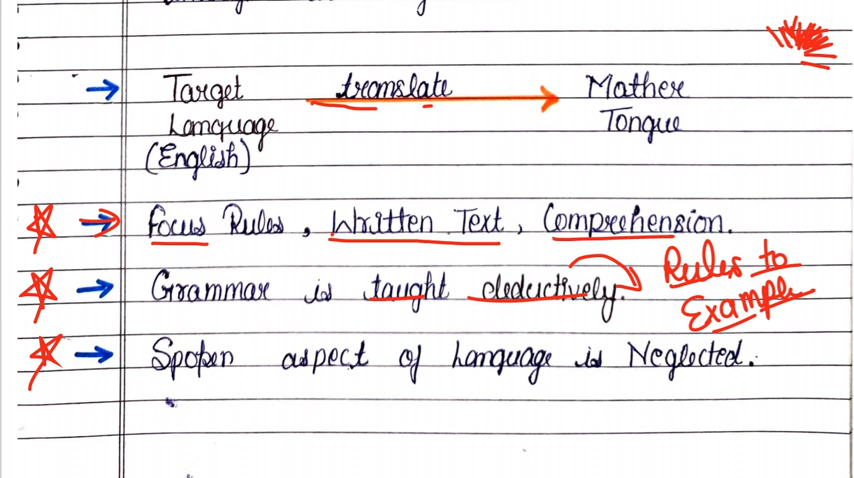 → Target translate → Mother
Language Tongue
(English)
→ Focus Rules, Written Text, Comprehension.
→ Grammar is taught deductively. Rules to Example
→ Spoken aspect of Language is Neglected.